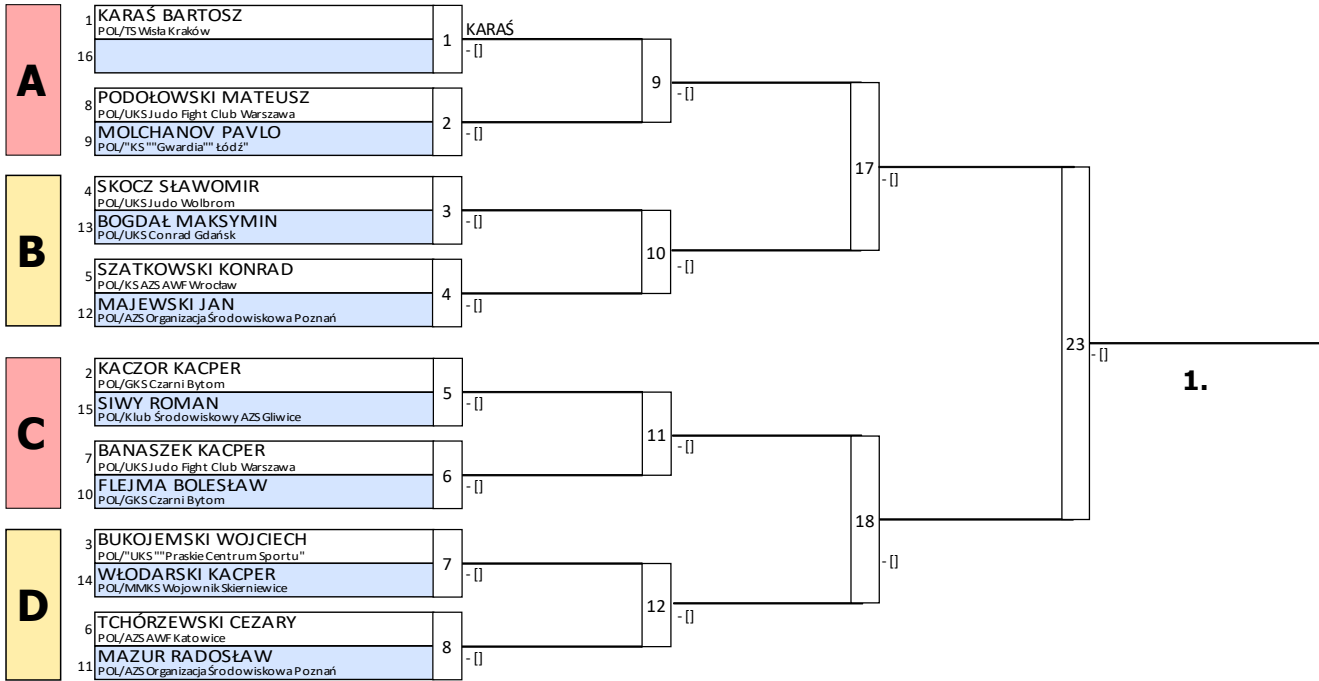 A
1 KARAŚ BARTOSZ
POL/TS Wisła Kraków
16
1
KARAŚ
- []
8 PODOŁOWSKI MATEUSZ
POL/UKS Judo Fight Club Warszawa
9 MOLCHANOV PAVLO
POL/"KS ""Gwardia"" Łódź"
2
- []
9
- []
B
4 SKOCZ SŁAWOMIR
POL/UKS Judo Wolbrom
13 BOGDAŁ MAKSYMIN
POL/UKS Conrad Gdańsk
3
- []
5 SZATKOWSKI KONRAD
POL/KS AZS AWF Wrocław
12 MAJEWSKI JAN
POL/AZS Organizacja Środowiskowa Poznań
4
- []
10
- []
17
- []
C
2 KACZOR KACPER
POL/GKS Czarni Bytom
15 SIWY ROMAN
POL/Klub Środowiskowy AZS Gliwice
5
- []
7 BANASZEK KACPER
POL/UKS Judo Fight Club Warszawa
10 FLEJMA BOLESŁAW
POL/GKS Czarni Bytom
6
- []
11
- []
D
3 BUKOJEMSKI WOJCIECH
POL/"UKS ""Praskie Centrum Sportu"
14 WŁODARSKI KACPER
POL/MMKS Wojownik Skierniewice
7
- []
6 TCHÓRZEWSKI CEZARY
POL/AZS AWF Katowice
11 MAZUR RADOSŁAW
POL/AZS Organizacja Środowiskowa Poznań
8
- []
12
- []
18
- []
23
- []
1.